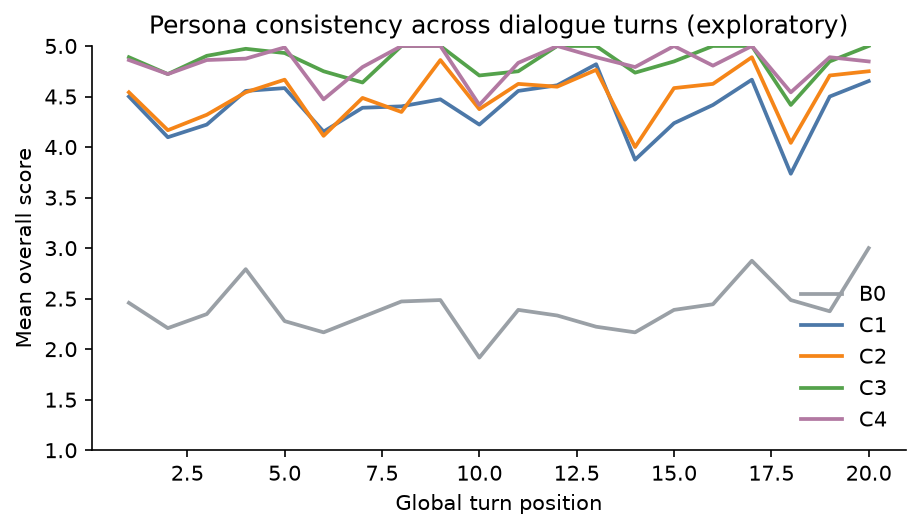 Persona consistency across dialogue turns (exploratory)
Mean overall score
5.0
4.5
4.0
3.5
3.0
2.5
2.0
1.5
1.0
B0
C1
C2
C3
C4
2.5 5.0 7.5 10.0 12.5 15.0 17.5 20.0
Global turn position